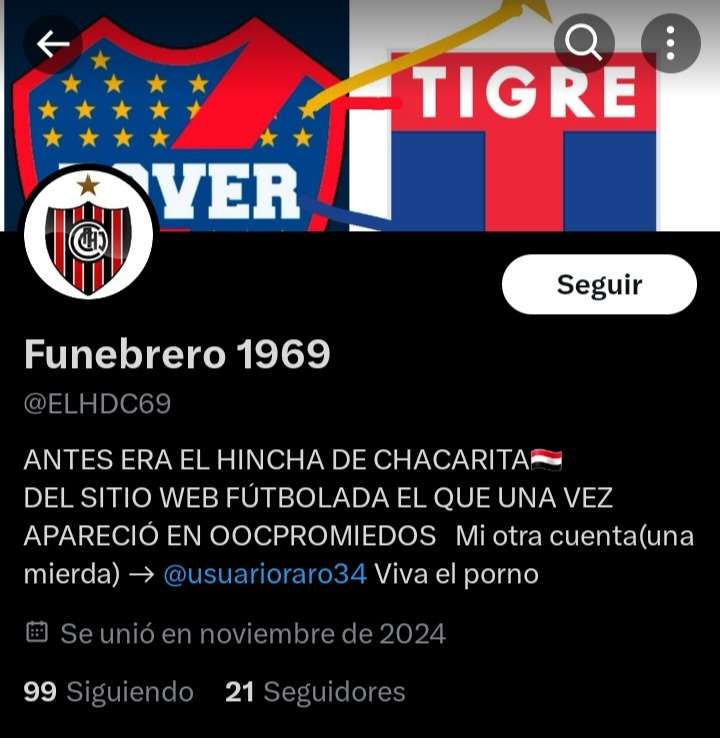 TIGRE
OVER
Seguir
Funebrero 1969
@ELHDC69
ANTES ERA EL HINCHA DE CHACARITA🇾🇪
DEL SITIO WEB FÚTBOLADA EL QUE UNA VEZ
APARECIÓ EN OOCPROMIEDOS   Mi otra cuenta(una
mierda) → @usuarioraro34 Viva el porno
Se unió en noviembre de 2024
99 Siguiendo 21 Seguidores